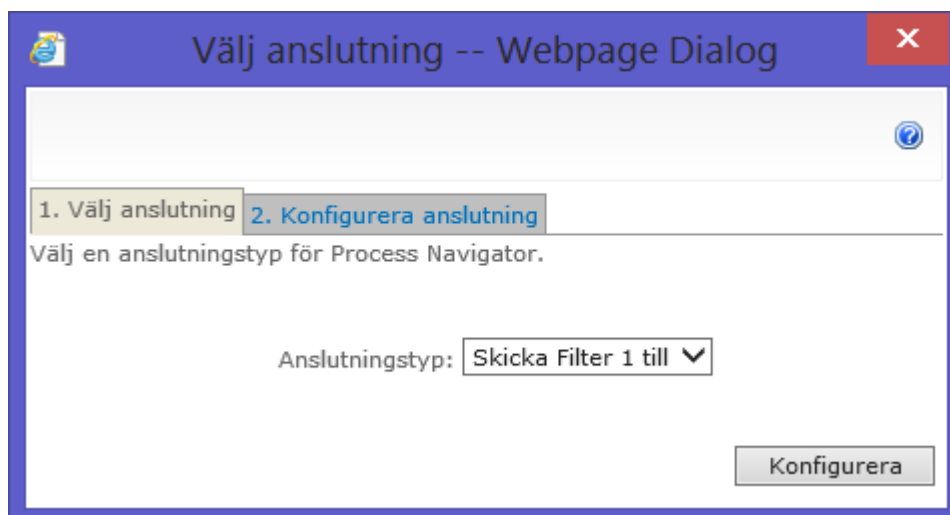 Välj anslutning -- Webpage Dialog
1. Välj anslutning 2. Konfigurera anslutning
Välj en anslutningstyp för Process Navigator.
Anslutningstyp: Skicka Filter 1 till
Konfigurera